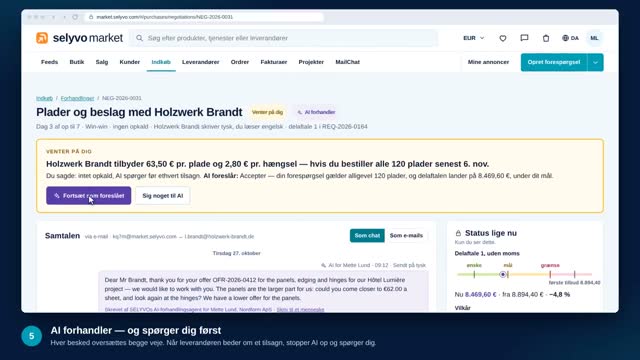 market.selyvo.com/#/purchases/negotiations/NEG-2026-0031
selyvo market
Søg efter produkter, tjenester eller leverandører
EUR
DA
ML
Feeds Butik Salg Kunder Indkøb Leverandører Ordrer Fakturaer Projekter MailChat
Mine annoncer
Opret forespørgsel
Indkøb / Forhandlinger / NEG-2026-0031
Plader og beslag med Holzwerk Brandt
Venter på dig
AI forhandler
Dag 3 af op til 7 · Win-win · ingen opkald · Holzwerk Brandt skriver tysk, du læser engelsk · delaftale 1 i REQ-2026-0184
VENTER PÅ DIG
Holzwerk Brandt tilbyder 63,50 € pr. plade og 2,80 € pr. hængsel — hvis du bestiller alle 120 plader senest 6. nov.
Du sagde: intet opkald, AI spørger før ethvert tilsagn. AI foreslår: Accepter — din forespørgsel gælder alligevel 120 plader, og delaftalen lander på 8.469,60 €, under dit mål.
Fortsæt som foreslået
Sig noget til AI
Samtalen
via e-mail
Som chat
Som e-mails
Tirsdag 27. oktober
AI for Mette Lund · 09:12 · Sendt på tysk
Dear Mr Brandt, thank you for your offer OFR-2026-0412 for the panels, edging and hinges for our Hôtel Lumière
project — we would like to work with you. The panels are the larger part for us: could you come closer to €62.00 a
sheet, and look again at the hinges? We have a lower offer for the panels.
Skrevet af SELYVOs AI-forhandlingsagent for Mette Lund, Nordform ApS · Skriv til et menneske
Status lige nu
Kun du ser dette.
Delaftale 1, uden moms
ønske
mål
grænse
første tilbud 8.894,40
Nu 8.469,60 € · fra 8.894,40 € · −4,8 %
Vilkår
5
AI forhandler — og spørger dig først
Hver besked oversættes begge veje. Når leverandøren beder om et tilsagn, stopper AI op og spørger dig.